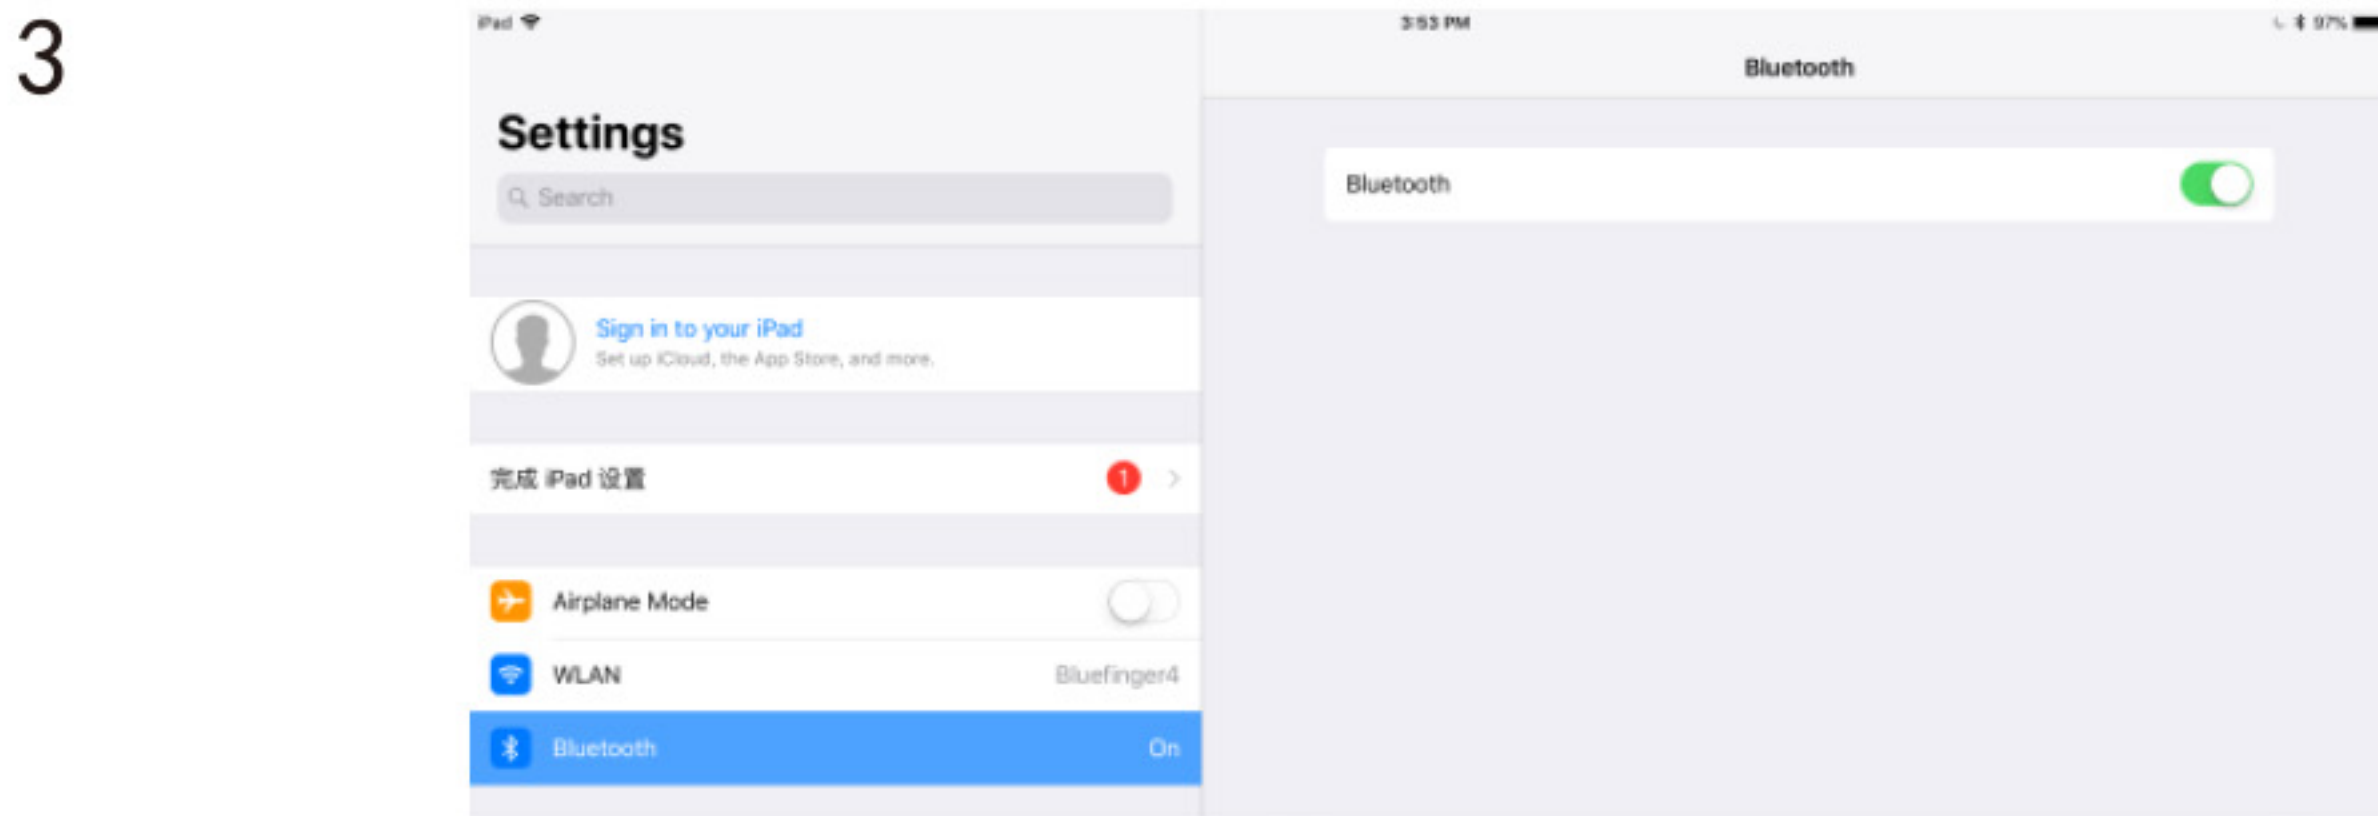 3
iPad
3:53 PM
97%
Settings
Search
Sign in to your iPad
Set up iCloud, the App Store, and more.
完成 iPad 设置
1
Airplane Mode
WLAN
Bluefinger4
Bluetooth
On
Bluetooth
Bluetooth